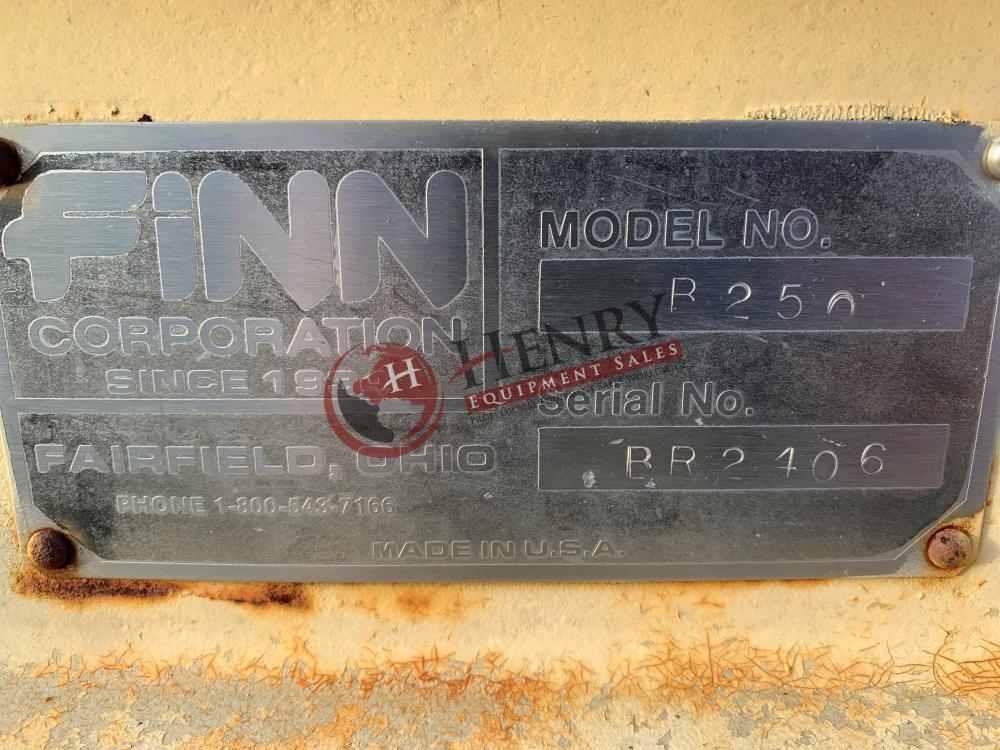 FiNN
CORPORATION
SINCE
FAIRFIELD, OHIO
PHONE 1-800-543-7166
MADE IN U.S.A.
MODEL NO.
B250
Serial No.
BR2406
H HENRY
EQUIPMENT SALES